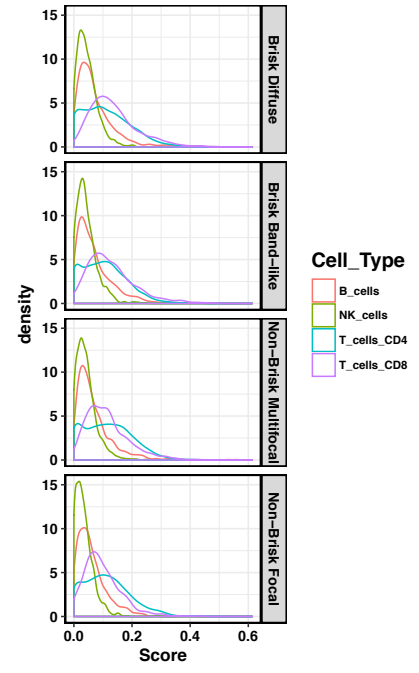 15
10
5
0
Brisk Diffuse
15
10
5
0
Brisk Band−like
15
10
5
0
Non−Brisk Multifocal
15
10
5
0
Non−Brisk Focal
0.0 0.2 0.4 0.6
Score
density
Cell_Type
B_cells
NK_cells
T_cells_CD4
T_cells_CD8